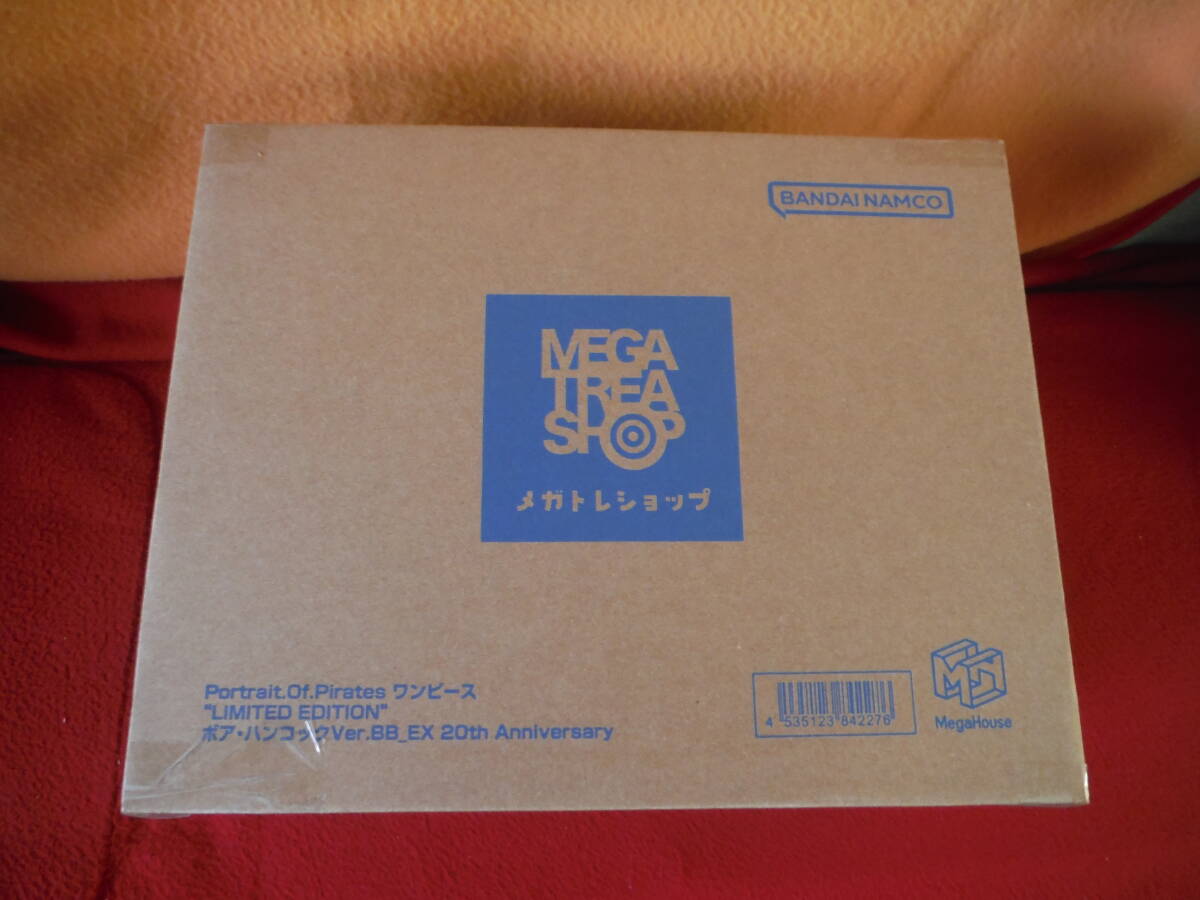 BANDAI NAMCO
MEGA
TREA
SHOP
メガトレショップ
Portrait.Of.Pirates ワンピース
"LIMITED EDITION"
ボア・ハンコックVer.BB_EX 20th Anniversary
4 535123 842276
MegaHouse